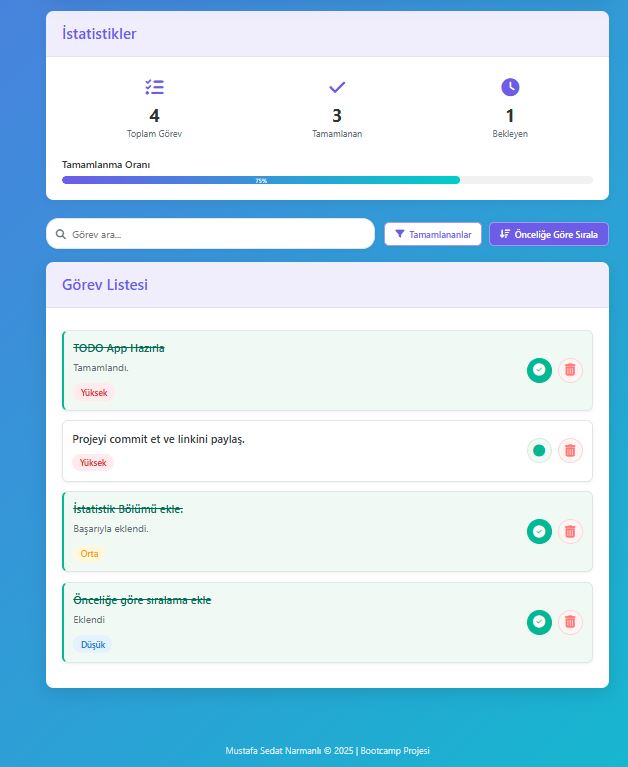 İstatistikler
4
Toplam Görev
3
Tamamlanan
1
Bekleyen
Tamamlanma Oranı
75%
Görev ara...
Tamamlananlar
Önceliğe Göre Sırala
Görev Listesi
TODO App Hazırla
Tamamlandı.
Yüksek
Projeyi commit et ve linkini paylaş.
Yüksek
İstatistik Bölümü ekle.
Başarıyla eklendi.
Orta
Önceliğe göre sıralama ekle
Eklendi
Düşük
Mustafa Sedat Narmanlı © 2025 | Bootcamp Projesi